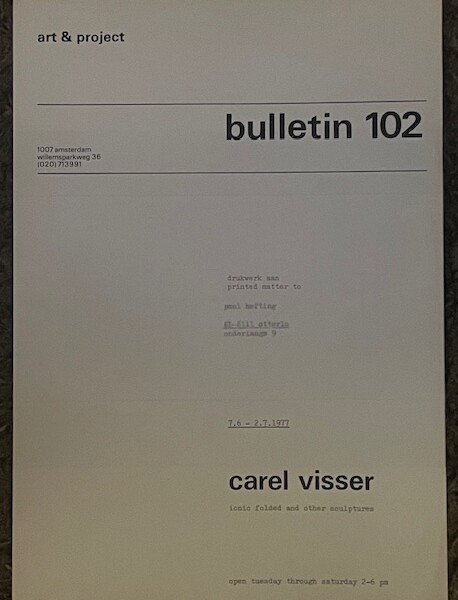 art & project
bulletin 102
1007 amsterdam
willemsparkweg 36
(020) 713991
drukwerk aan
printed matter to
paul hefting
onderlangs 9
7.6 - 2.7.1977
carel visser
ionic folded and other sculptures
open tuesday through saturday 2-6 pm